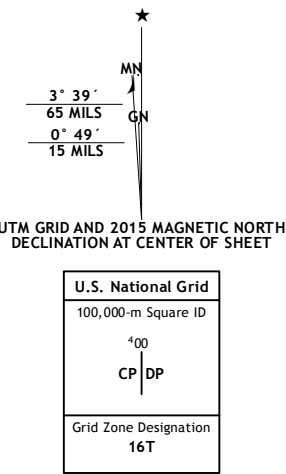 MN
3° 39´
65 MILS
GN
0° 49´
15 MILS
UTM GRID AND 2015 MAGNETIC NORTH
DECLINATION AT CENTER OF SHEET
U.S. National Grid
100,000-m Square ID
⁴00
CP DP
Grid Zone Designation
16T